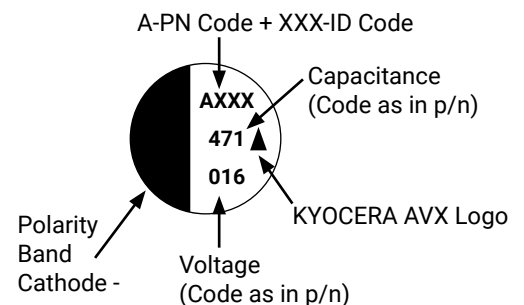 A-PN Code + XXX-ID Code
Capacitance
(Code as in p/n)
AXXX
471
016
KYOCERA AVX Logo
Polarity
Band
Cathode -
Voltage
(Code as in p/n)